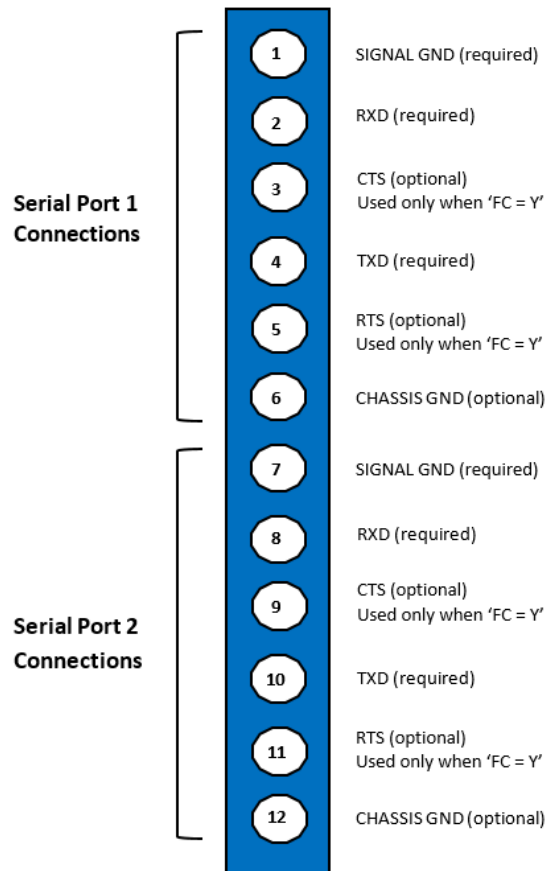 1
SIGNAL GND (required)
2
RXD (required)
3
CTS (optional)
Used only when ‘FC = Y’
Serial Port 1
Connections
4
TXD (required)
5
RTS (optional)
Used only when ‘FC = Y’
6
CHASSIS GND (optional)
7
SIGNAL GND (required)
8
RXD (required)
9
CTS (optional)
Used only when ‘FC = Y’
Serial Port 2
Connections
10
TXD (required)
11
RTS (optional)
Used only when ‘FC = Y’
12
CHASSIS GND (optional)